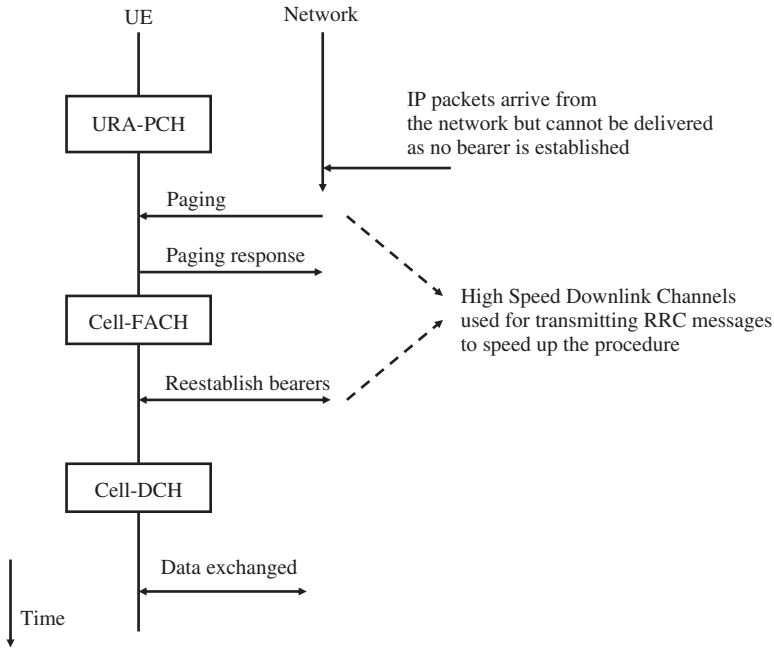 UE
Network
IP packets arrive from
the network but cannot be delivered
as no bearer is established
URA-PCH
Paging
Paging response
High Speed Downlink Channels
used for transmitting RRC messages
to speed up the procedure
Cell-FACH
Reestablish bearers
Cell-DCH
Data exchanged
Time